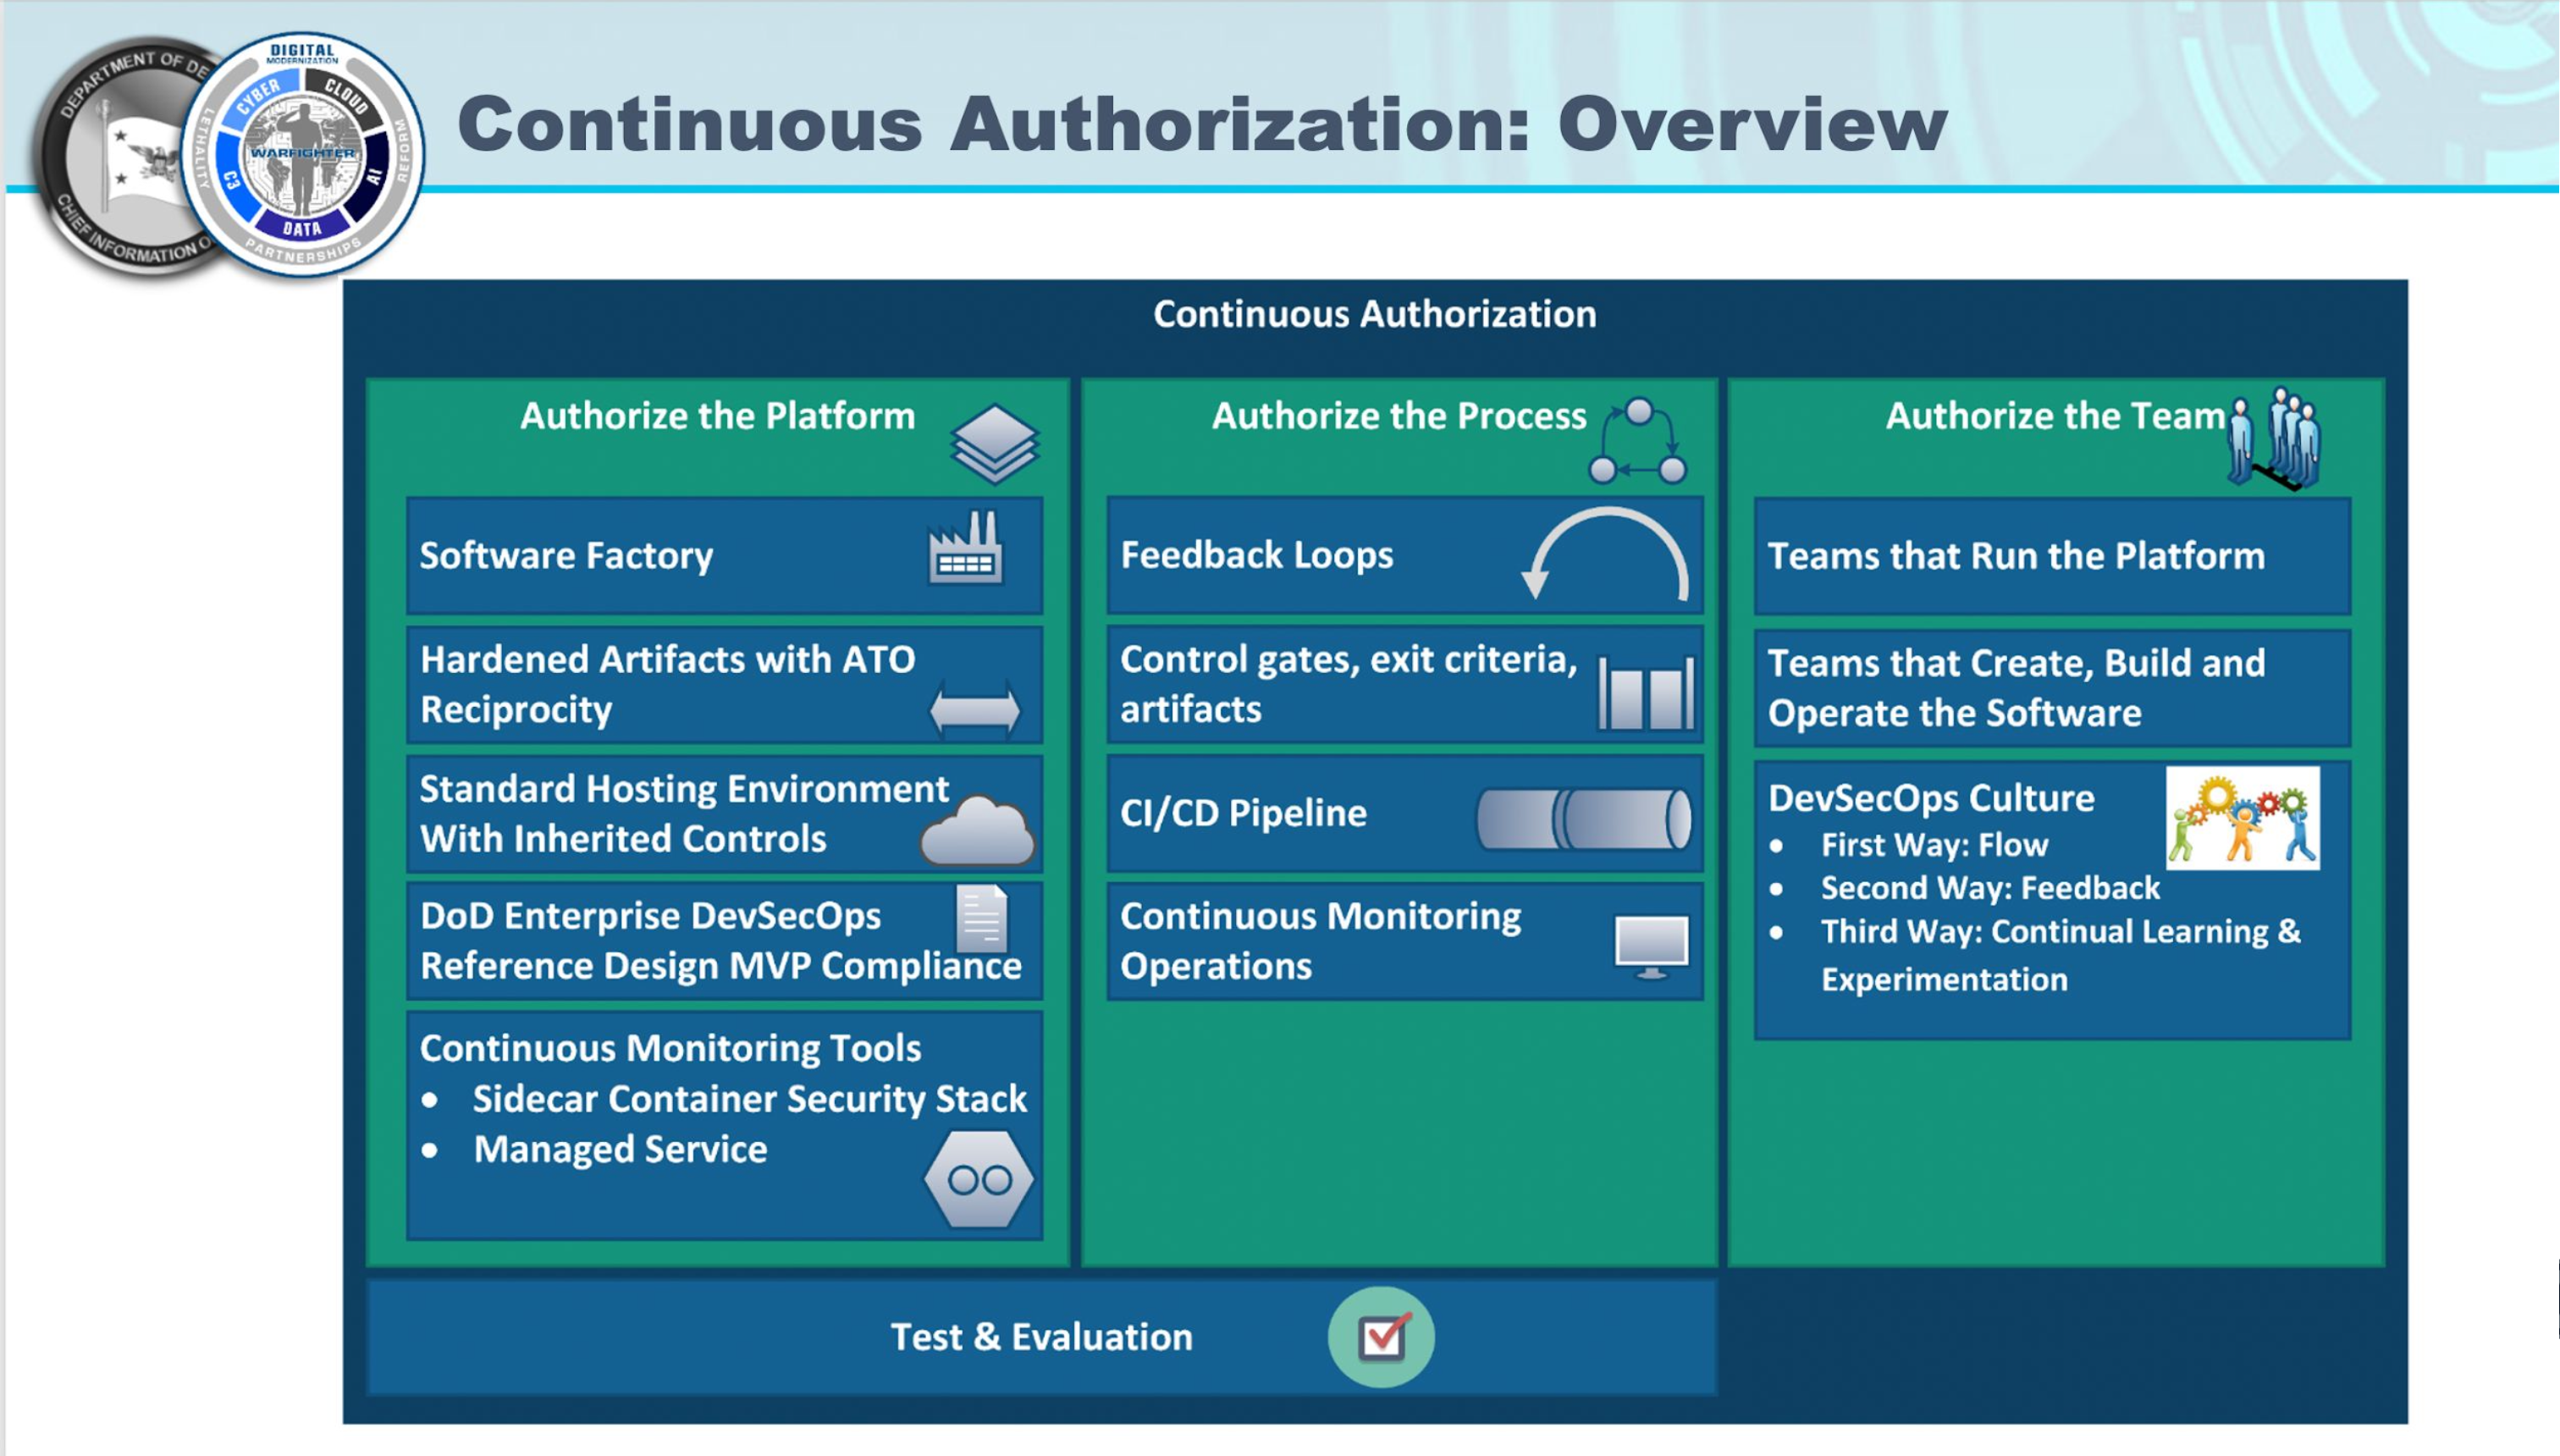 DEPARTMENT OF DE
CHIEF INFORMATION O
DIGITAL
MODERNIZATION
LETHALITY
REFORM
PARTNERSHIPS
CYBER
CLOUD
C3
AI
DATA
WARFIGHTER
Continuous Authorization: Overview
Continuous Authorization
Authorize the Platform
Software Factory
Hardened Artifacts with ATO
Reciprocity
Standard Hosting Environment
With Inherited Controls
DoD Enterprise DevSecOps
Reference Design MVP Compliance
Continuous Monitoring Tools
• Sidecar Container Security Stack
• Managed Service
Authorize the Process
Feedback Loops
Control gates, exit criteria,
artifacts
CI/CD Pipeline
Continuous Monitoring
Operations
Authorize the Team
Teams that Run the Platform
Teams that Create, Build and
Operate the Software
DevSecOps Culture
• First Way: Flow
• Second Way: Feedback
• Third Way: Continual Learning &
Experimentation
Test & Evaluation